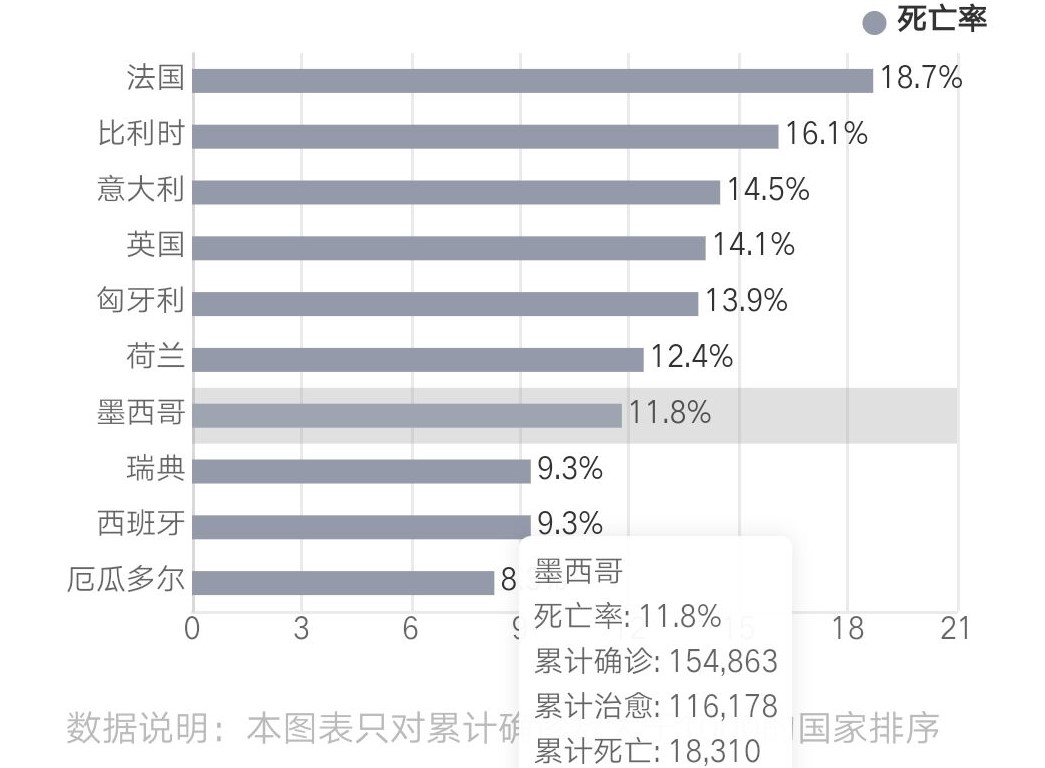 死亡率
法国 18.7%
比利时 16.1%
意大利 14.5%
英国 14.1%
匈牙利 13.9%
荷兰 12.4%
墨西哥 11.8%
瑞典 9.3%
西班牙 9.3%
厄瓜多尔 8
0 3 6 9 12 15 18 21
墨西哥
死亡率: 11.8%
累计确诊: 154,863
累计治愈: 116,178
累计死亡: 18,310
数据说明：本图表只对累计确 国家排序